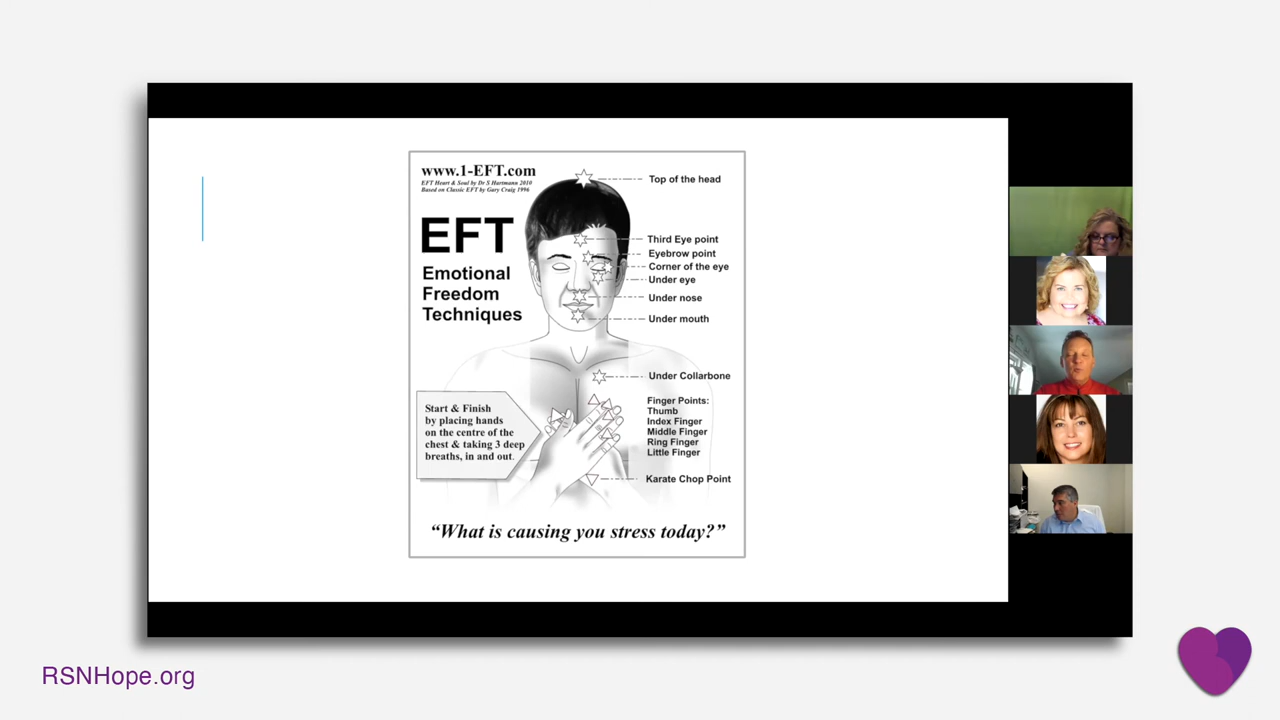 www.1-EFT.com
EFT Heart & Soul by Dr S Hartmann 2010
Based on Classic EFT by Gary Craig 1996
EFT
Emotional
Freedom
Techniques
Top of the head
Third Eye point
Eyebrow point
Corner of the eye
Under eye
Under nose
Under mouth
Under Collarbone
Finger Points:
Thumb
Index Finger
Middle Finger
Ring Finger
Little Finger
Karate Chop Point
Start & Finish
by placing hands
on the centre of the
chest & taking 3 deep
breaths, in and out.
“What is causing you stress today?”
RSNHope.org